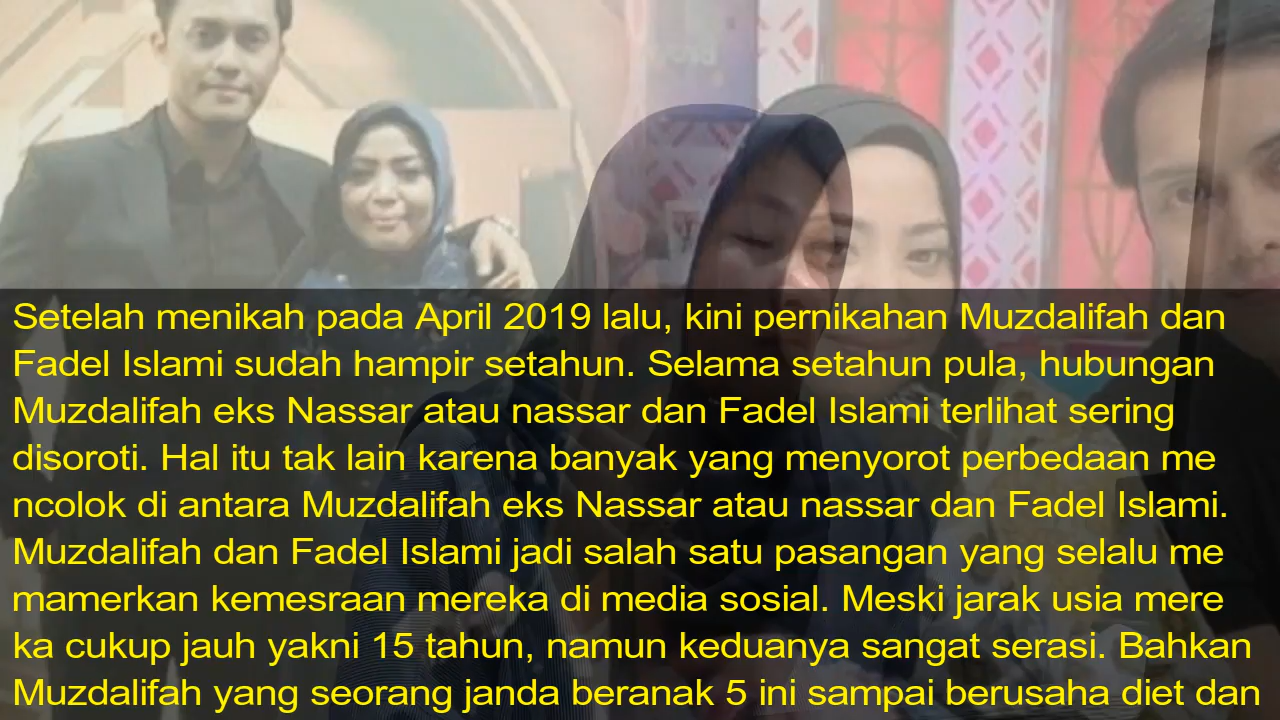 Setelah menikah pada April 2019 lalu, kini pernikahan Muzdalifah dan
Fadel Islami sudah hampir setahun. Selama setahun pula, hubungan
Muzdalifah eks Nassar atau nassar dan Fadel Islami terlihat sering
disoroti. Hal itu tak lain karena banyak yang menyorot perbedaan me
ncolok di antara Muzdalifah eks Nassar atau nassar dan Fadel Islami.
Muzdalifah dan Fadel Islami jadi salah satu pasangan yang selalu me
mamerkan kemesraan mereka di media sosial. Meski jarak usia mere
ka cukup jauh yakni 15 tahun, namun keduanya sangat serasi. Bahkan
Muzdalifah yang seorang janda beranak 5 ini sampai berusaha diet dan